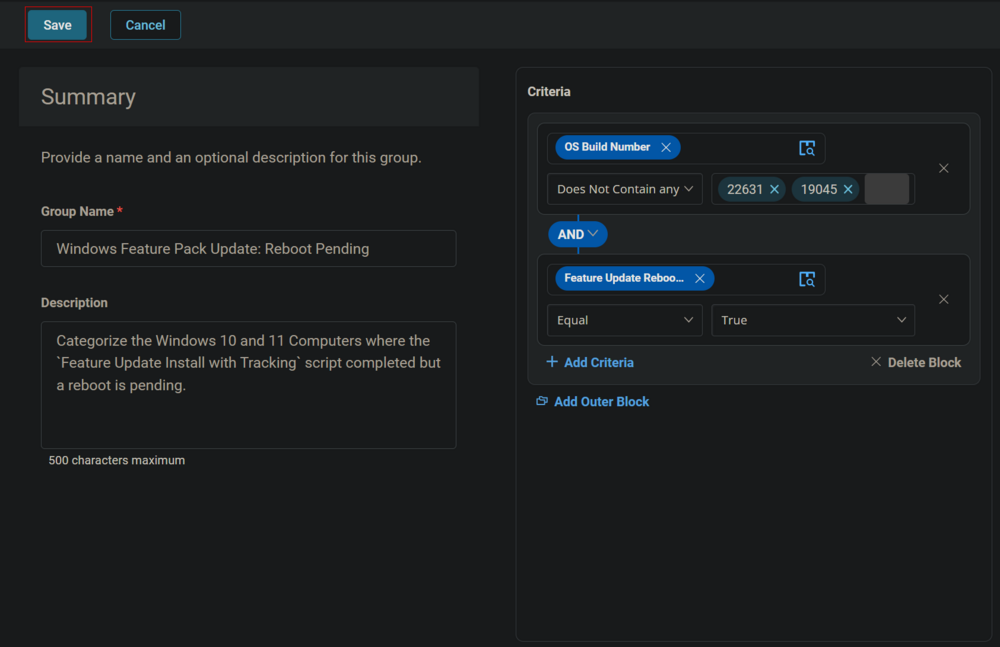 Save
Cancel
Summary
Provide a name and an optional description for this group.
Group Name *
Windows Feature Pack Update: Reboot Pending
Description
Categorize the Windows 10 and 11 Computers where the
`Feature Update Install with Tracking` script completed but
a reboot is pending.
500 characters maximum
Criteria
OS Build Number
Does Not Contain any
22631
19045
AND
Feature Update Reboo...
Equal
True
+ Add Criteria
Delete Block
Add Outer Block